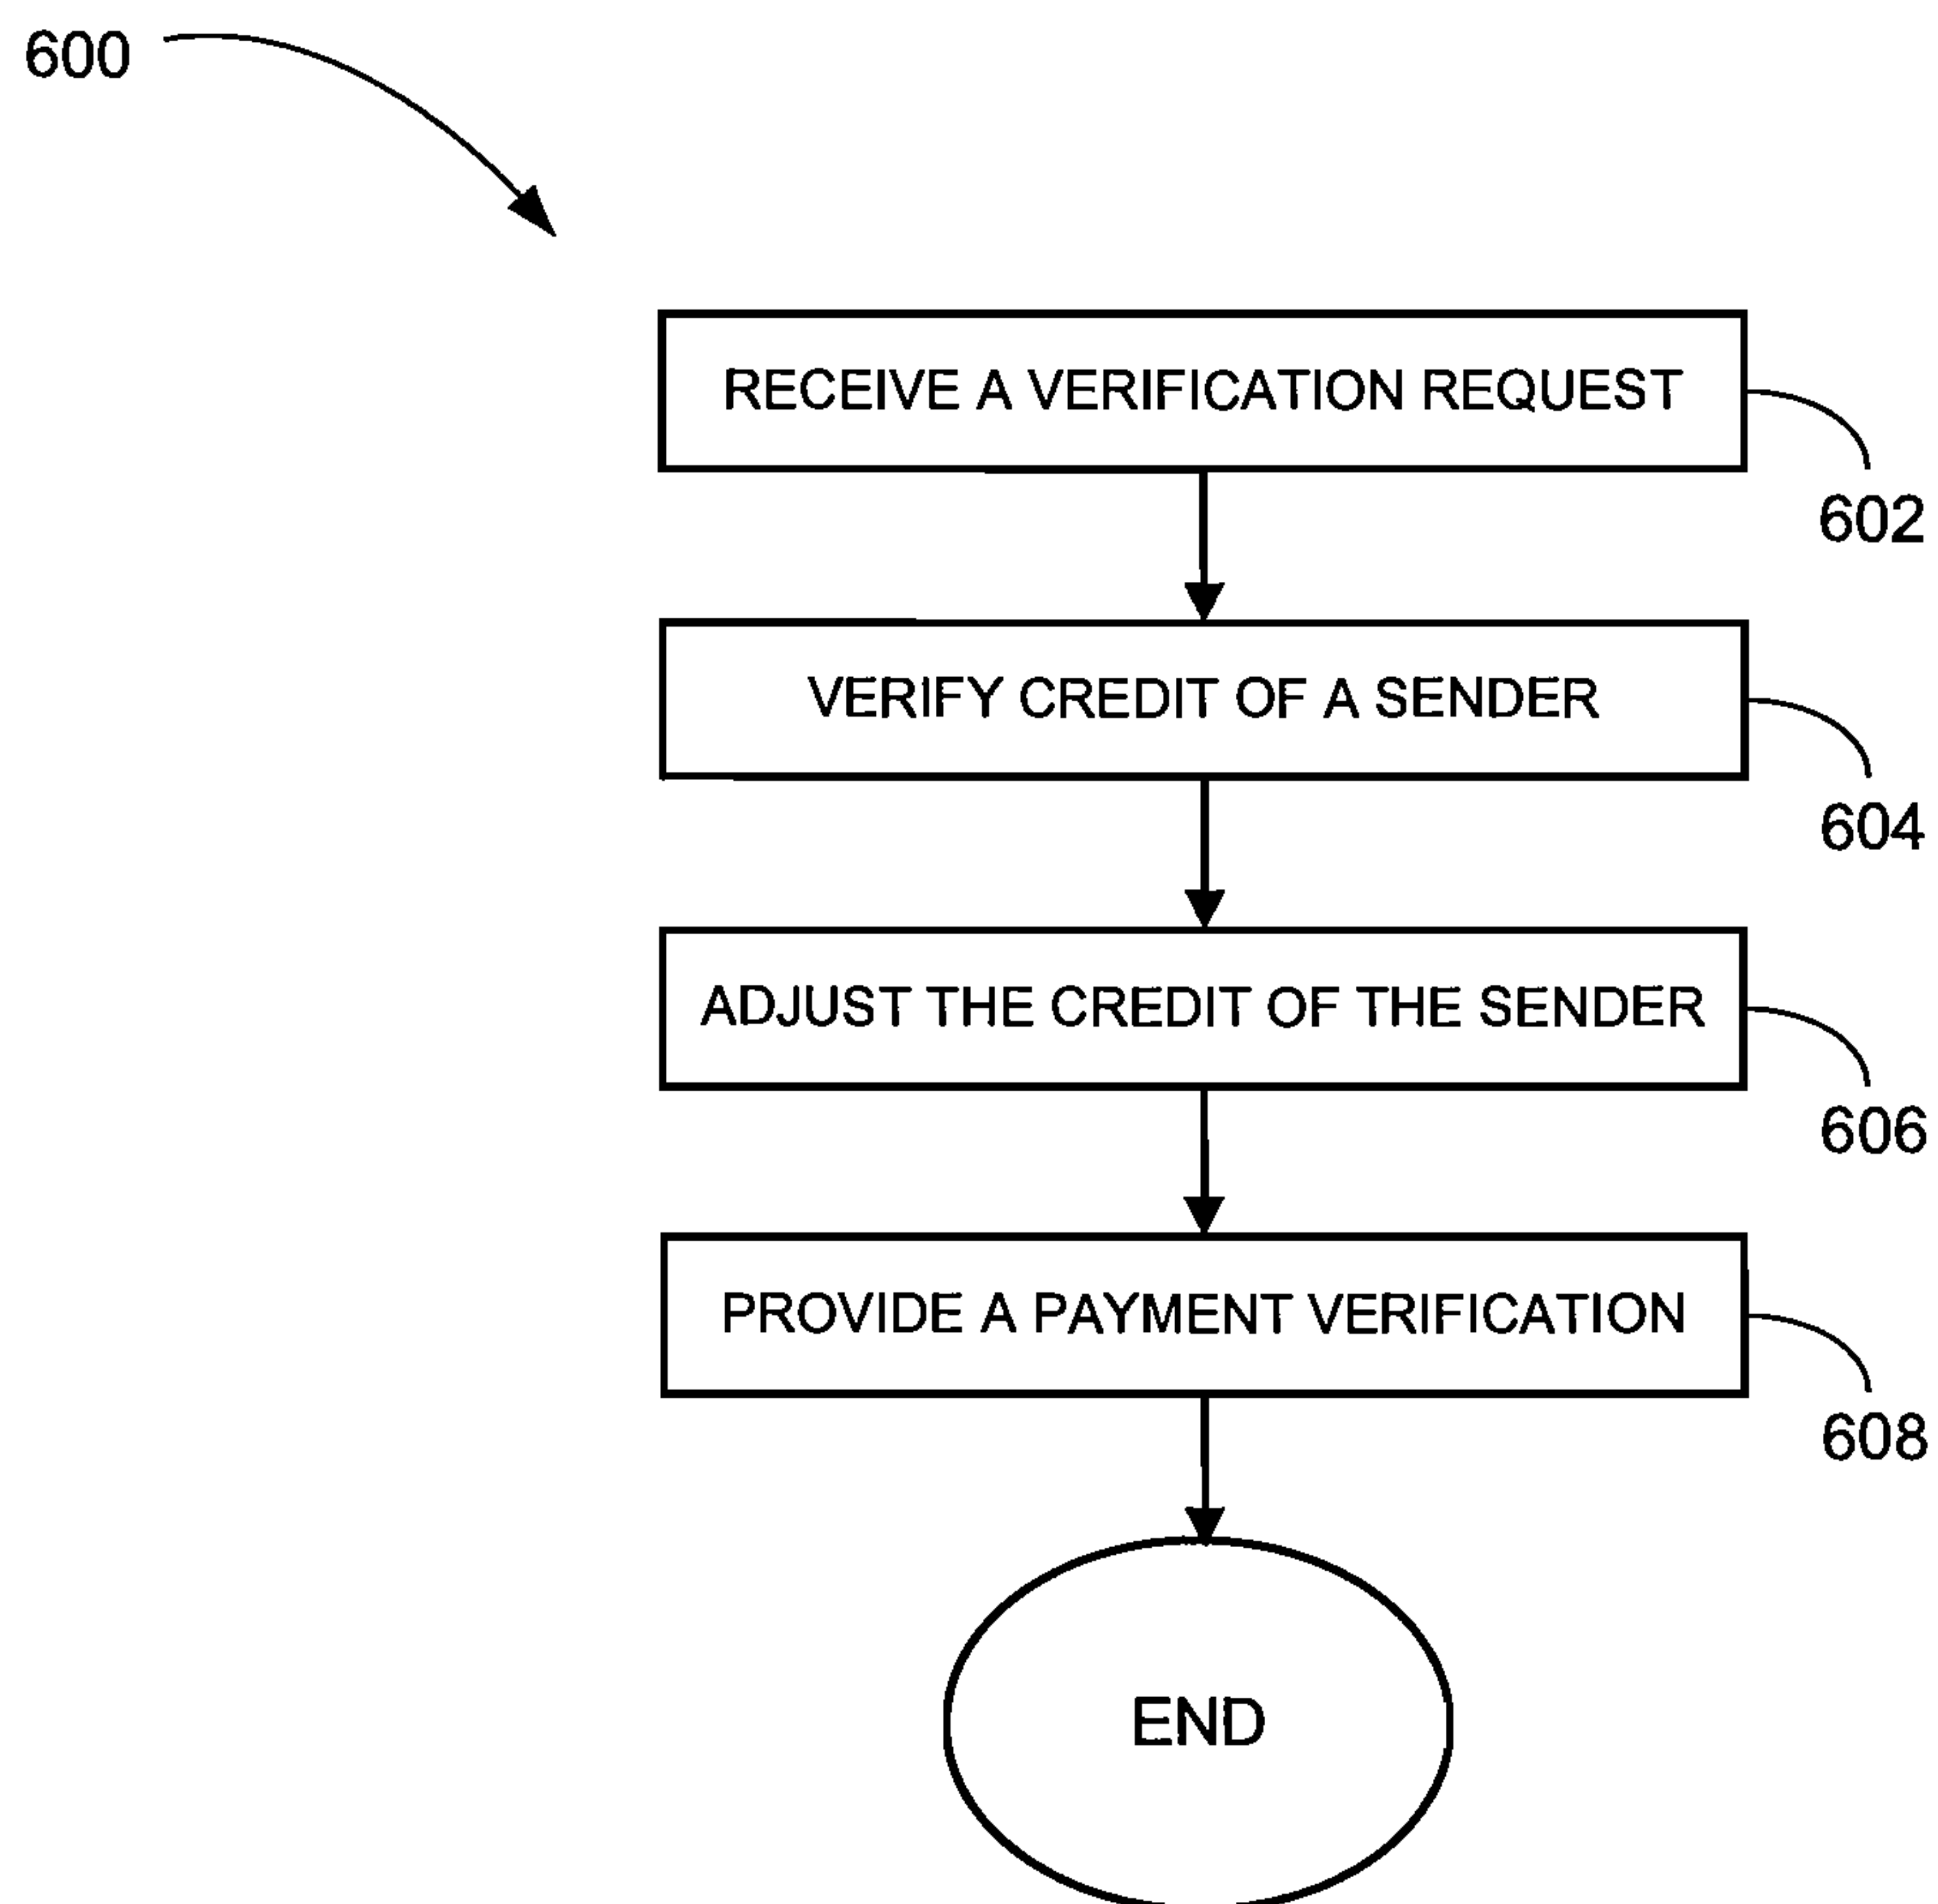 600
RECEIVE A VERIFICATION REQUEST
602
VERIFY CREDIT OF A SENDER
604
ADJUST THE CREDIT OF THE SENDER
606
PROVIDE A PAYMENT VERIFICATION
608
END